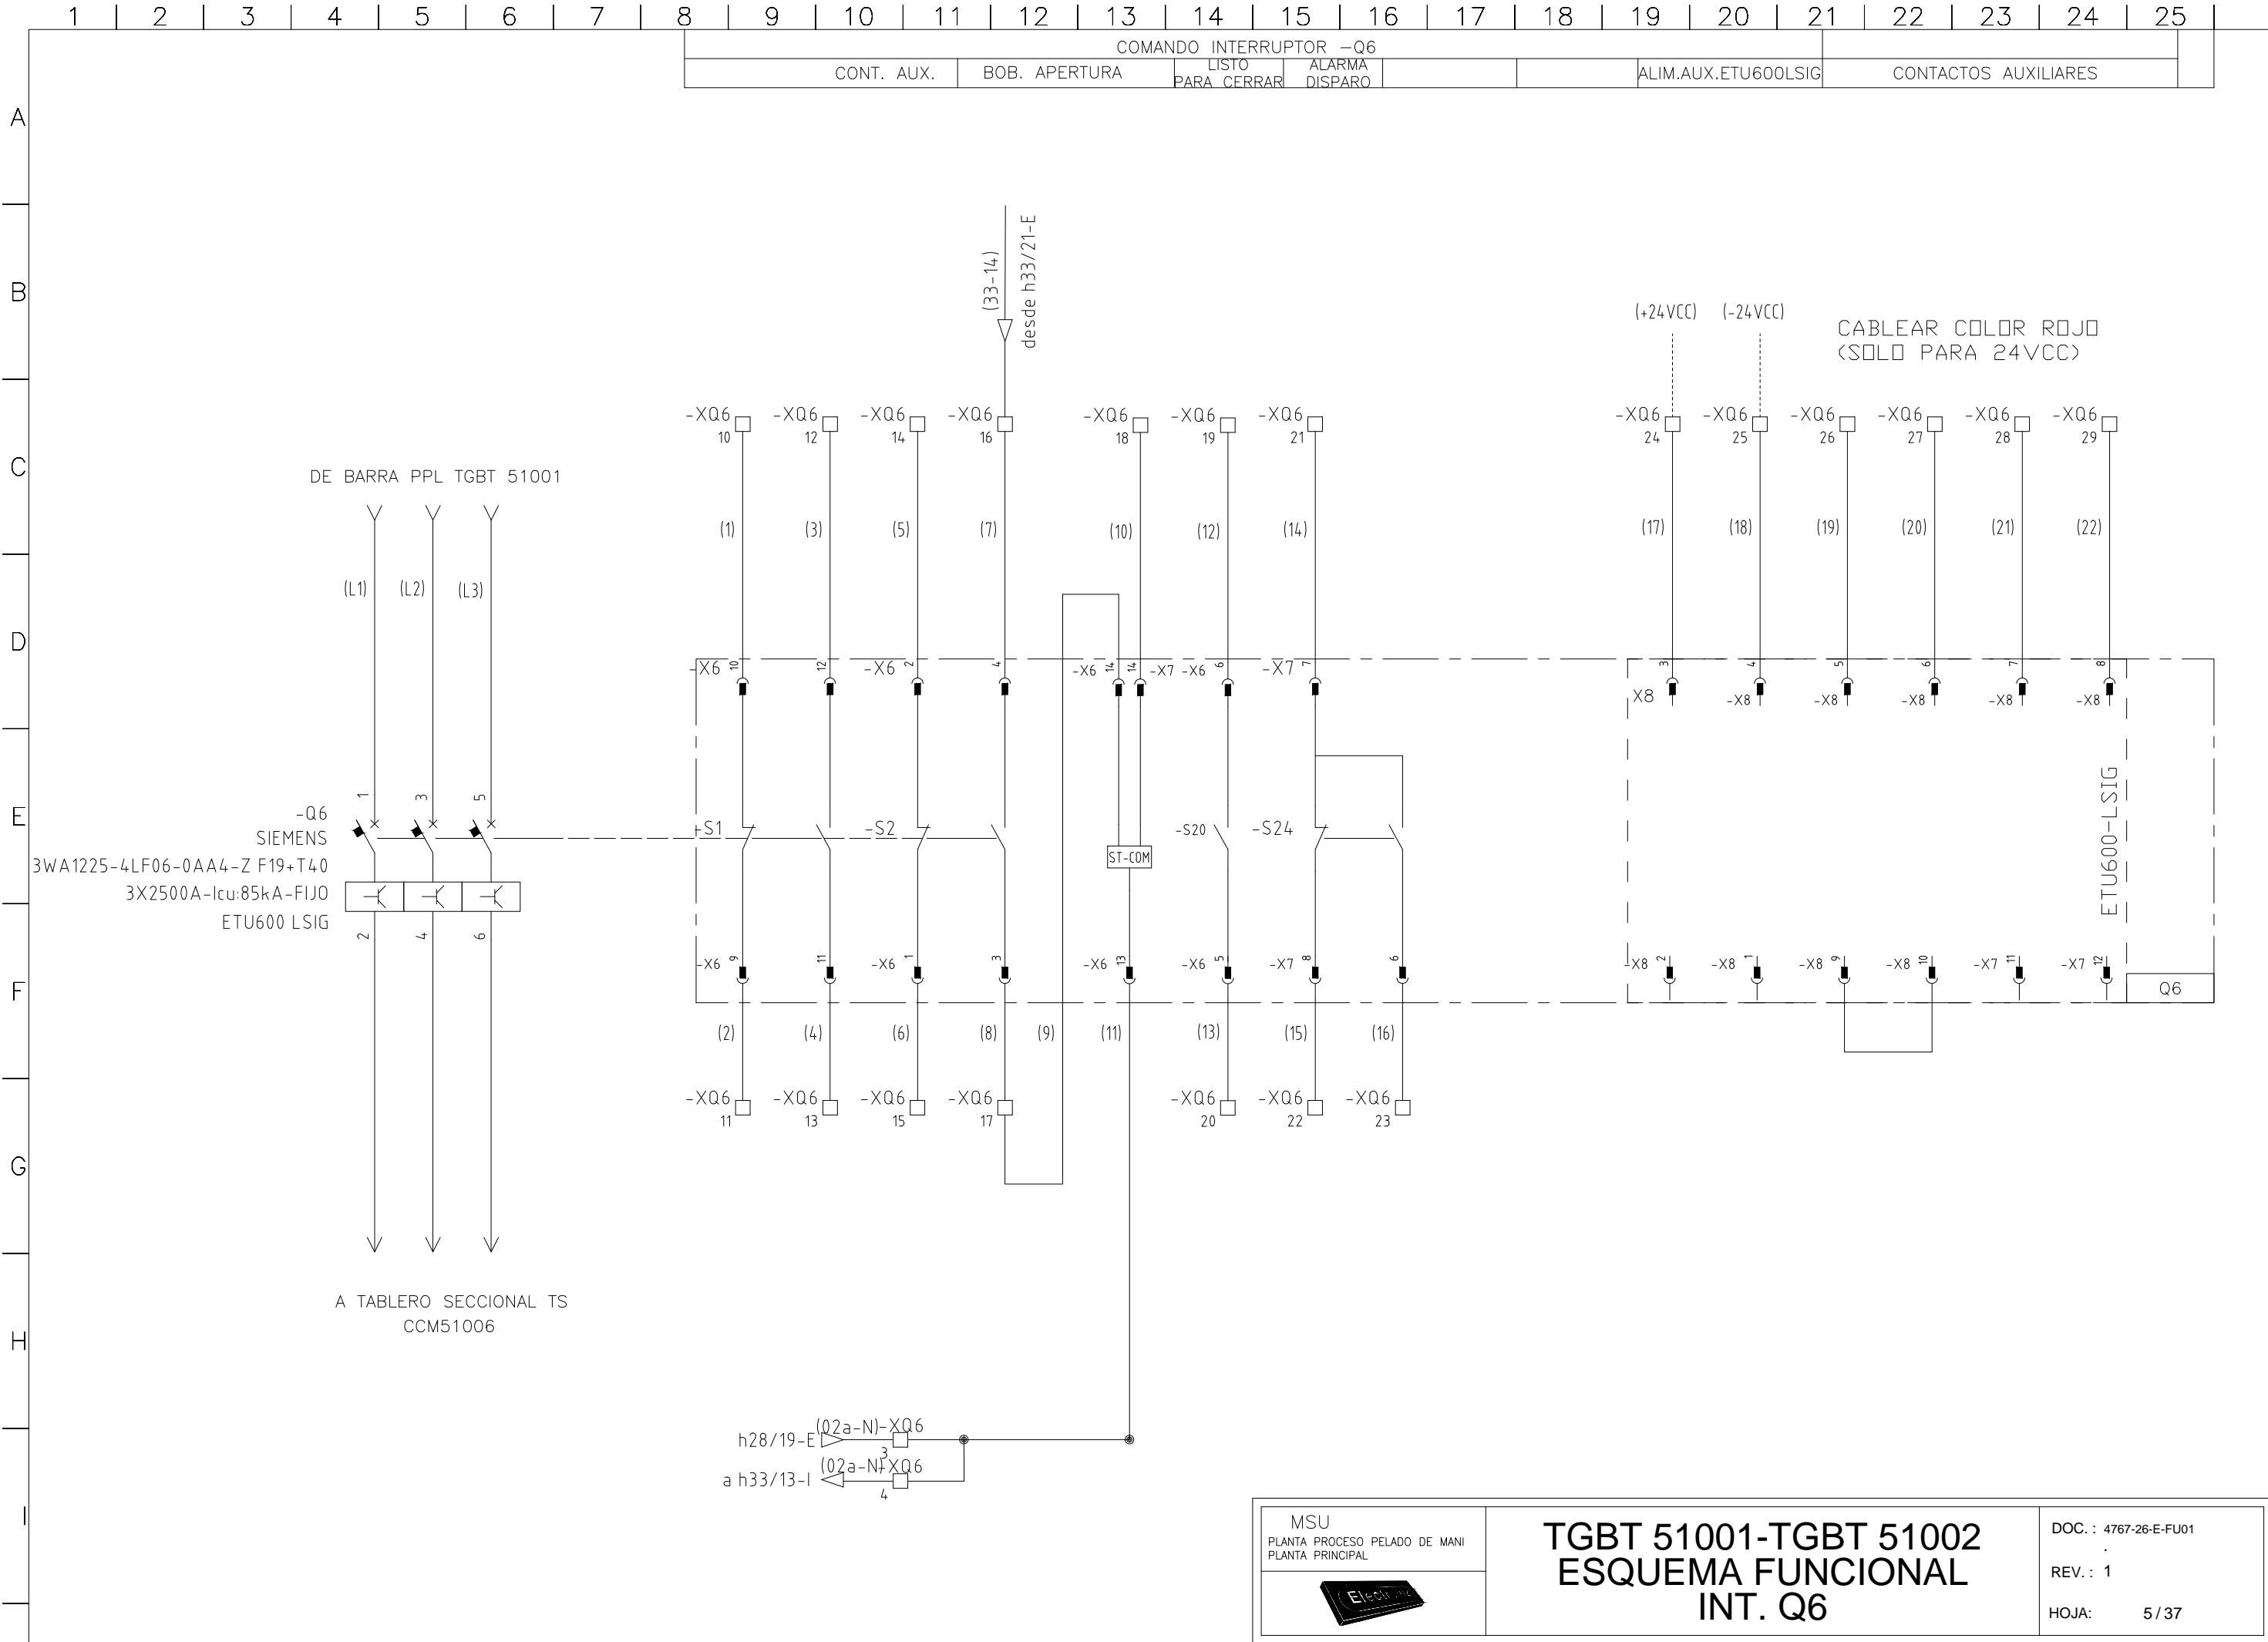 1 2 3 4 5 6 7 8 9 10 11 12 13 14 15 16 17 18 19 20 21 22 23 24 25
COMANDO INTERRUPTOR -Q6
CONT. AUX.
BOB. APERTURA
LISTO
PARA CERRAR
ALARMA
DISPARO
ALIM.AUX.ETU600LSIG
CONTACTOS AUXILIARES
A
B
C
D
E
F
G
H
I
(33-14)
desde h33/21-E
(+24VCC) (-24VCC)
CABLEAR COLOR ROJO
(SOLO PARA 24VCC)
-XQ6 -XQ6 -XQ6 -XQ6 -XQ6 -XQ6 -XQ6 -XQ6 -XQ6 -XQ6 -XQ6 -XQ6 -XQ6
10 12 14 16 18 19 21 24 25 26 27 28 29
DE BARRA PPL TGBT 51001
(1) (3) (5) (7) (10) (12) (14) (17) (18) (19) (20) (21) (22)
(L1) (L2) (L3)
10 12 2 4 14 14 6 7 3 4 5 6 7 8
-X6 -X6 -X6 -X7 -X6 -X7
X8 -X8 -X8 -X8 -X8 -X8
1 3 5
-Q6
SIEMENS
3WA1225-4LF06-0AA4-Z F19+T40
3X2500A-Icu:85kA-FIJO
ETU600 LSIG
2 4 6
-S1 -S2 -S20 -S24
ST-COM
ETU600-LSIG
9 11 1 3 13 5 8 6 2 1 9 10 11 12
-X6 -X6 -X6 -X6 -X7 -X8 -X8 -X8 -X8 -X7 -X7
Q6
(2) (4) (6) (8) (9) (11) (13) (15) (16)
-XQ6 -XQ6 -XQ6 -XQ6 -XQ6 -XQ6 -XQ6
11 13 15 17 20 22 23
A TABLERO SECCIONAL TS
CCM51006
h28/19-E (02a-N) -XQ6
3
a h33/13-I (02a-N) -XQ6
4
MSU
PLANTA PROCESO PELADO DE MANI
PLANTA PRINCIPAL
TGBT 51001-TGBT 51002
ESQUEMA FUNCIONAL
INT. Q6
DOC. : 4767-26-E-FU01
.
REV. : 1
HOJA: 5 / 37